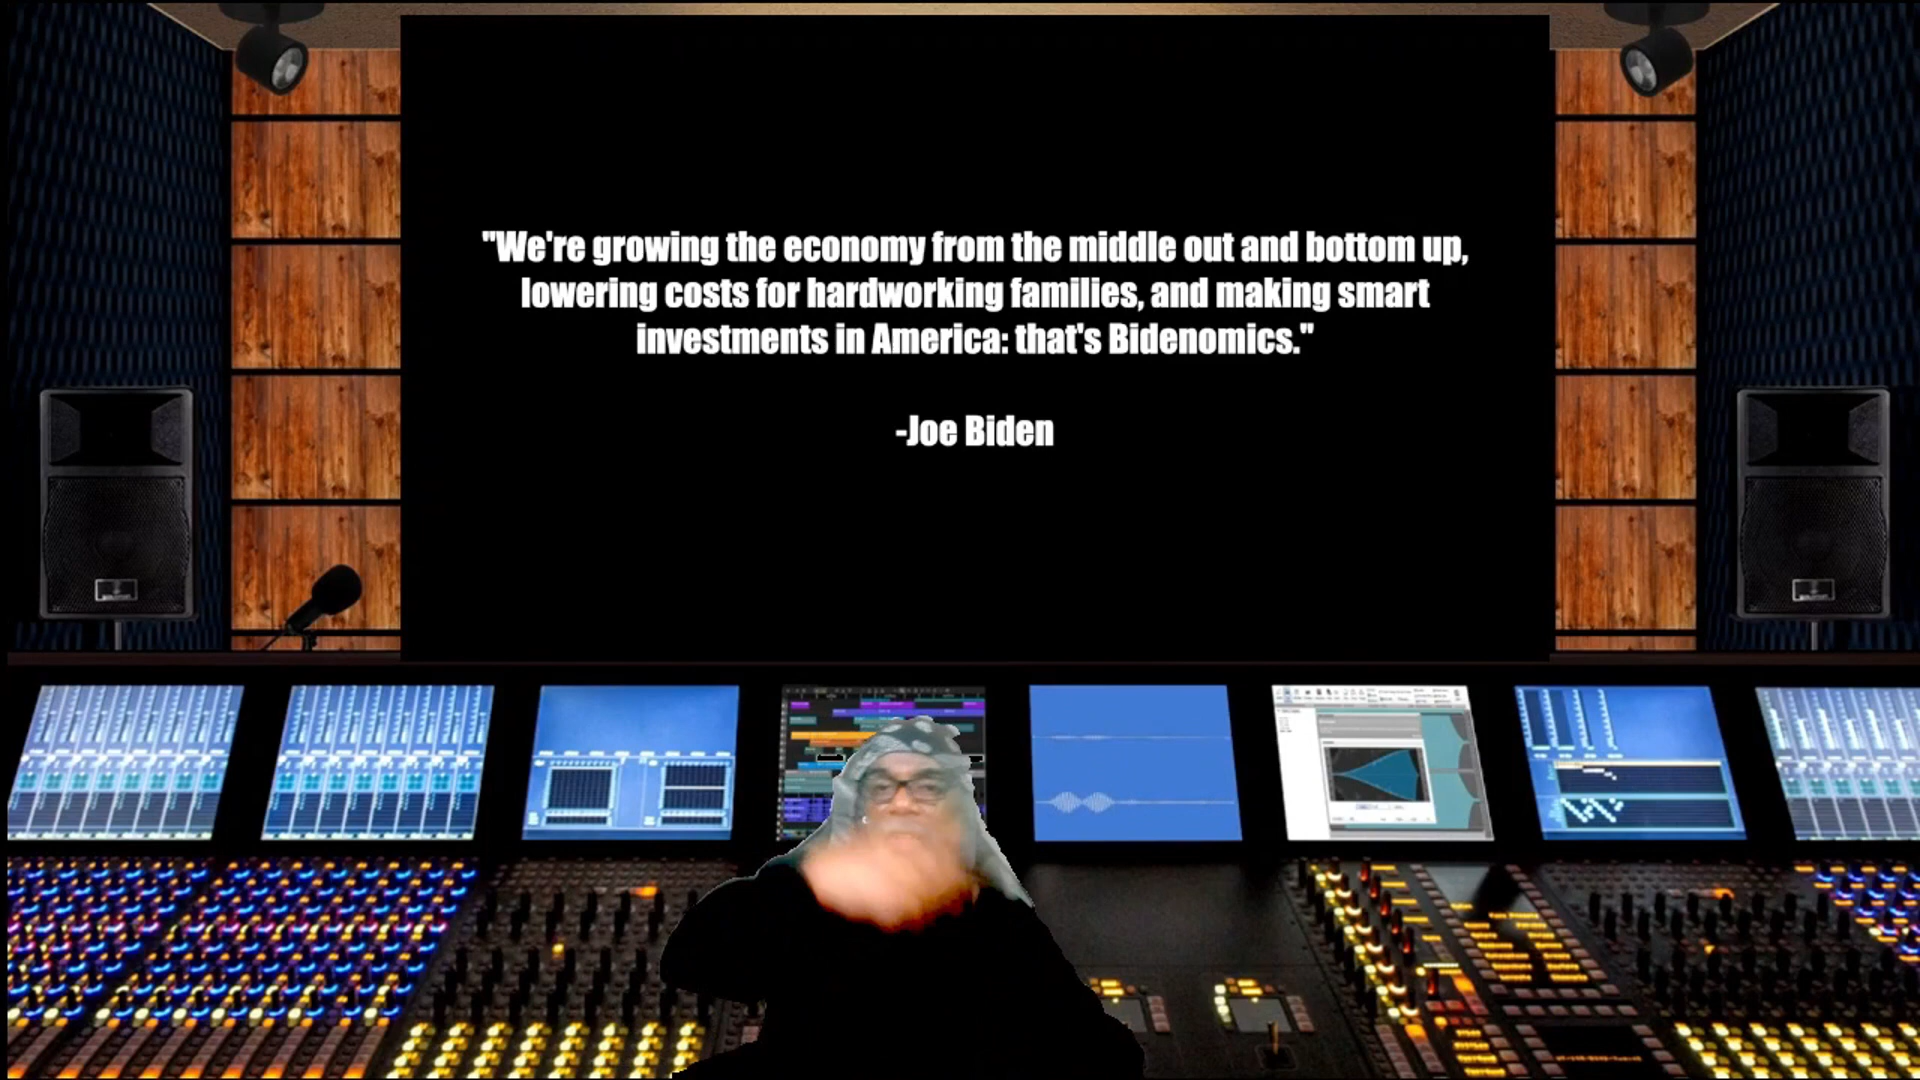 "We're growing the economy from the middle out and bottom up,
lowering costs for hardworking families, and making smart
investments in America: that's Bidenomics."
-Joe Biden